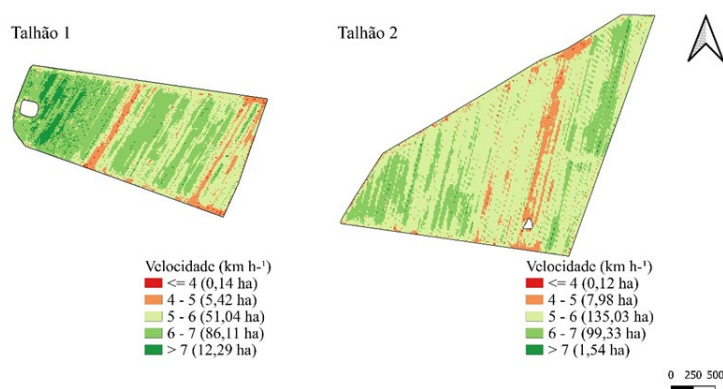 Talhão 1
Talhão 2
Velocidade (km h-¹)
<= 4 (0,14 ha)
4 - 5 (5,42 ha)
5 - 6 (51,04 ha)
6 - 7 (86,11 ha)
> 7 (12,29 ha)
Velocidade (km h-¹)
<= 4 (0,12 ha)
4 - 5 (7,98 ha)
5 - 6 (135,03 ha)
6 - 7 (99,33 ha)
> 7 (1,54 ha)
0 250 500